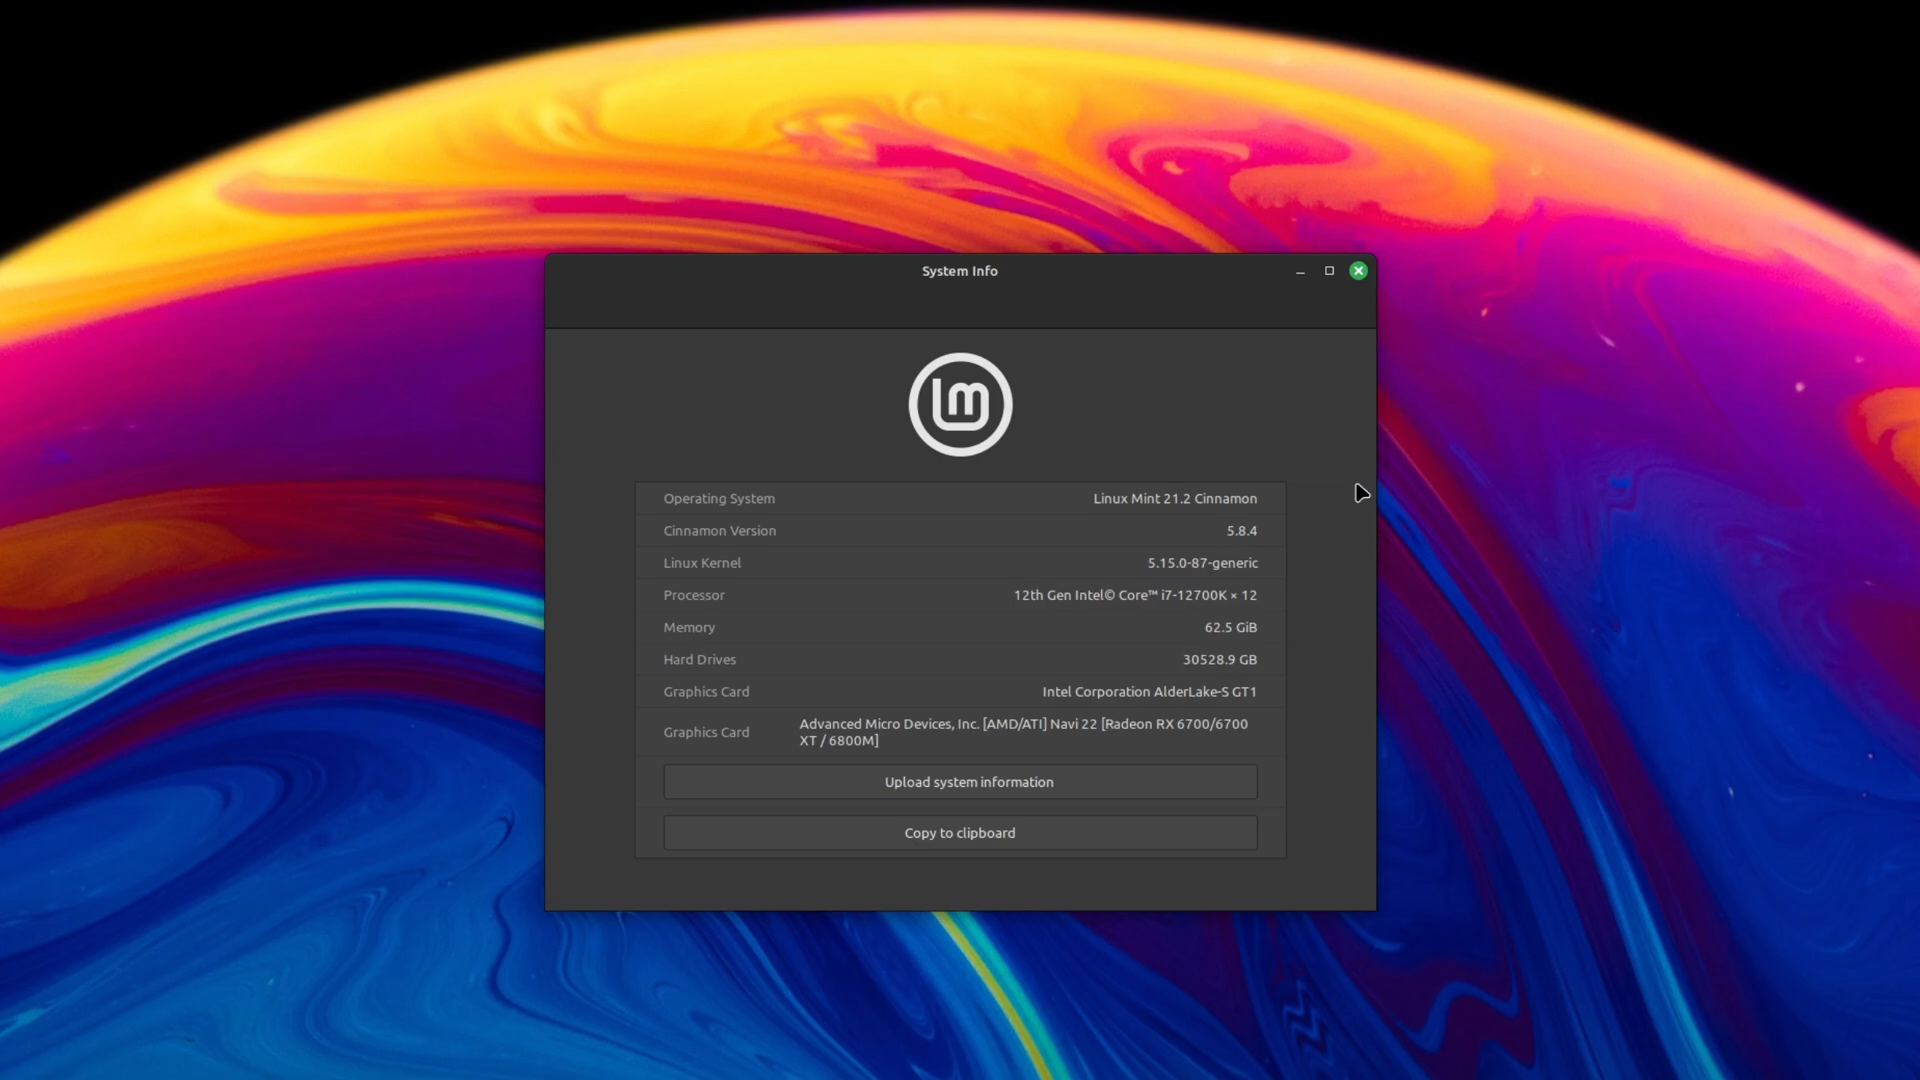 System Info
lm
Operating System Linux Mint 21.2 Cinnamon
Cinnamon Version 5.8.4
Linux Kernel 5.15.0-87-generic
Processor 12th Gen Intel© Core™ i7-12700K × 12
Memory 62.5 GiB
Hard Drives 30528.9 GB
Graphics Card Intel Corporation AlderLake-S GT1
Graphics Card Advanced Micro Devices, Inc. [AMD/ATI] Navi 22 [Radeon RX 6700/6700
XT / 6800M]
Upload system information
Copy to clipboard